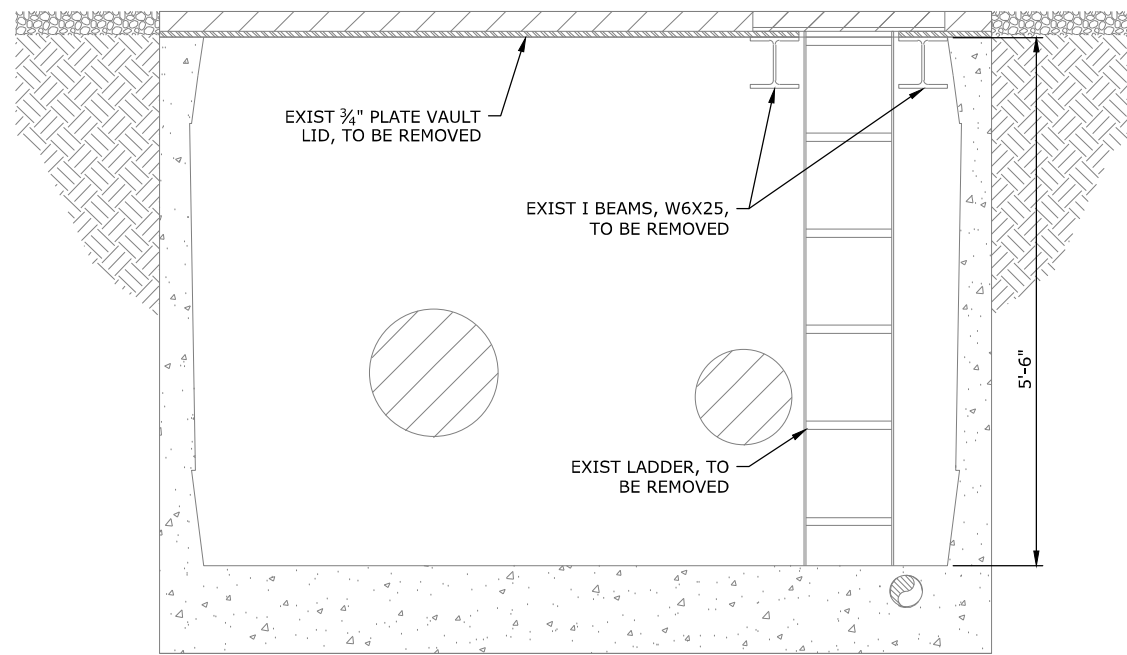 EXIST ¾" PLATE VAULT
LID, TO BE REMOVED
EXIST I BEAMS, W6X25,
TO BE REMOVED
5'-6"
EXIST LADDER, TO
BE REMOVED